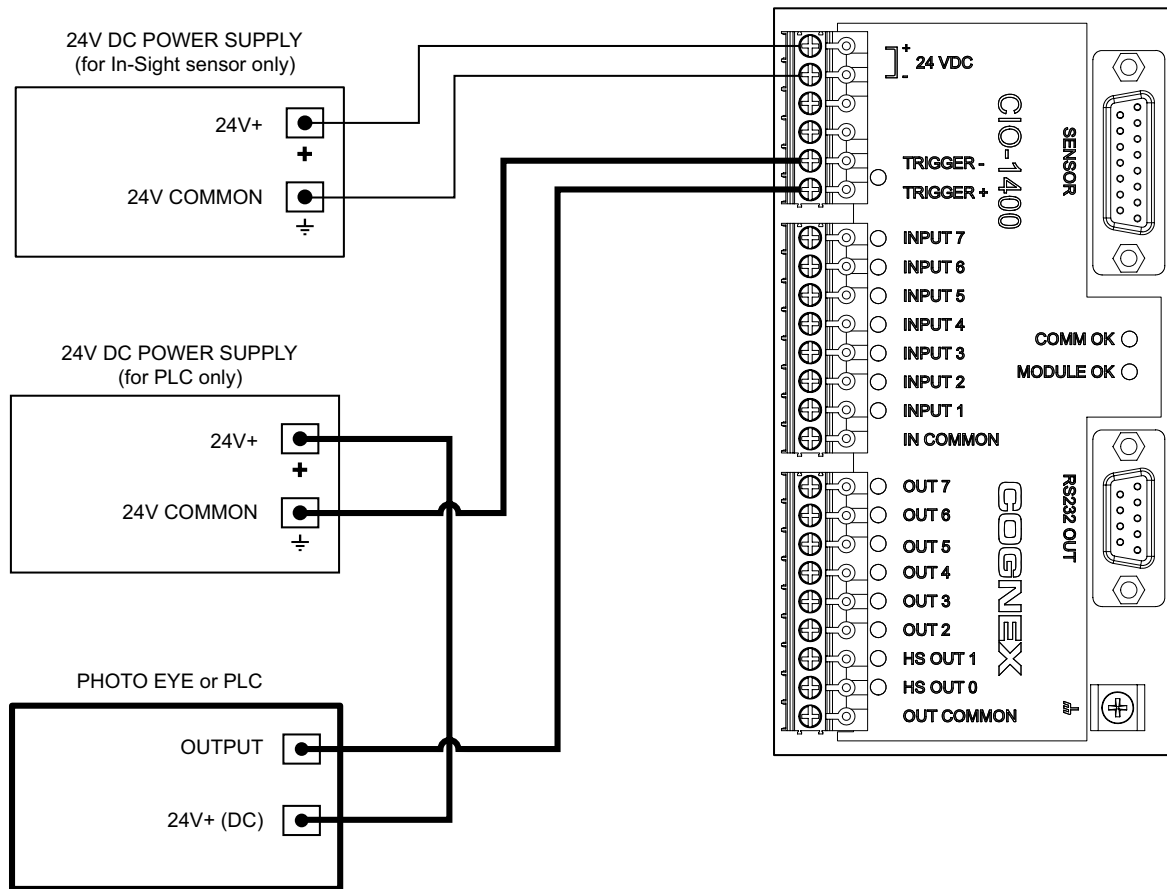 24V DC POWER SUPPLY
(for In-Sight sensor only)
24V+
+
24V COMMON
24V DC POWER SUPPLY
(for PLC only)
24V+
+
24V COMMON
PHOTO EYE or PLC
OUTPUT
24V+ (DC)
+
24 VDC
-
TRIGGER -
TRIGGER +
INPUT 7
INPUT 6
INPUT 5
INPUT 4
INPUT 3
INPUT 2
INPUT 1
IN COMMON
OUT 7
OUT 6
OUT 5
OUT 4
OUT 3
OUT 2
HS OUT 1
HS OUT 0
OUT COMMON
CIO-1400
SENSOR
COMM OK
MODULE OK
COGNEX
RS232 OUT